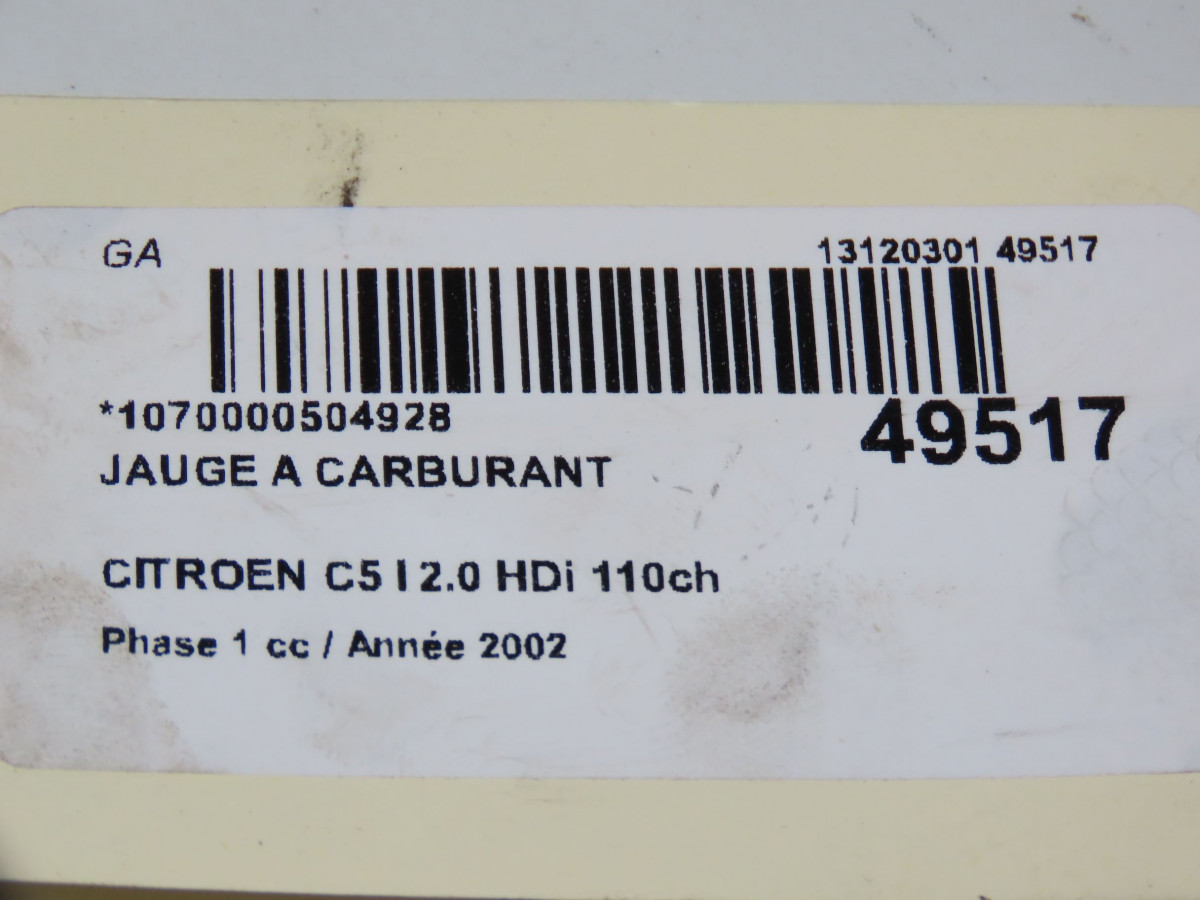 GA
13120301 49517
*1070000504928
49517
JAUGE A CARBURANT
CITROEN C5 I 2.0 HDi 110ch
Phase 1 cc / Année 2002